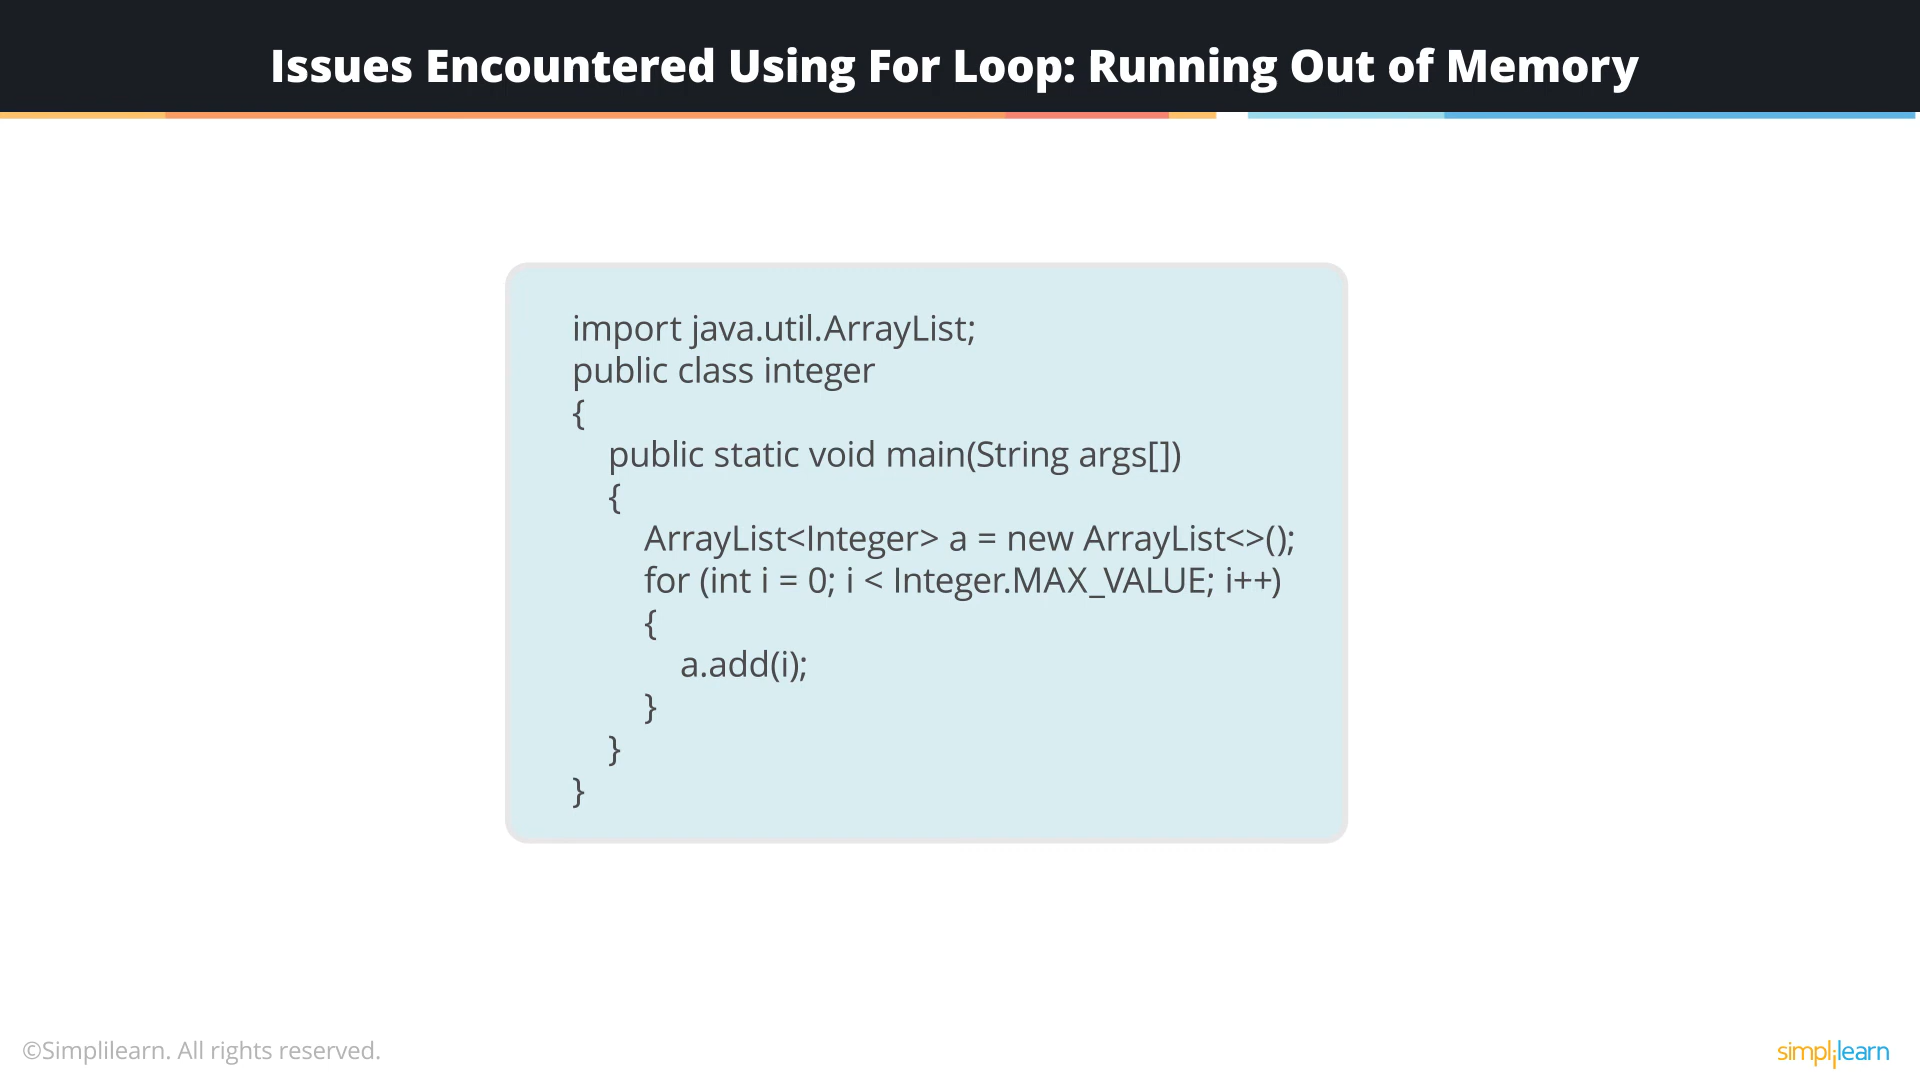 Issues Encountered Using For Loop: Running Out of Memory
import java.util.ArrayList;
public class integer
{
public static void main(String args[])
{
ArrayList<Integer> a = new ArrayList<>();
for (int i = 0; i < Integer.MAX_VALUE; i++)
{
a.add(i);
}
}
}
©Simplilearn. All rights reserved.
simplilearn